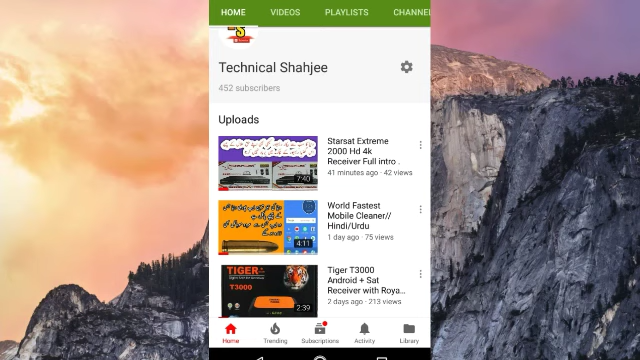 HOME VIDEOS PLAYLISTS CHANNEL
Technical Shahjee
452 subscribers
Uploads
Starsat Extreme
2000 Hd 4k
Receiver Full intro .
41 minutes ago · 42 views
7:40
World Fastest
Mobile Cleaner//
Hindi/Urdu
1 day ago · 75 views
4:11
TIGER
T3000
Tiger T3000
Android + Sat
Receiver with Roya...
2 days ago · 213 views
2:39
Home Trending Subscriptions Activity Library